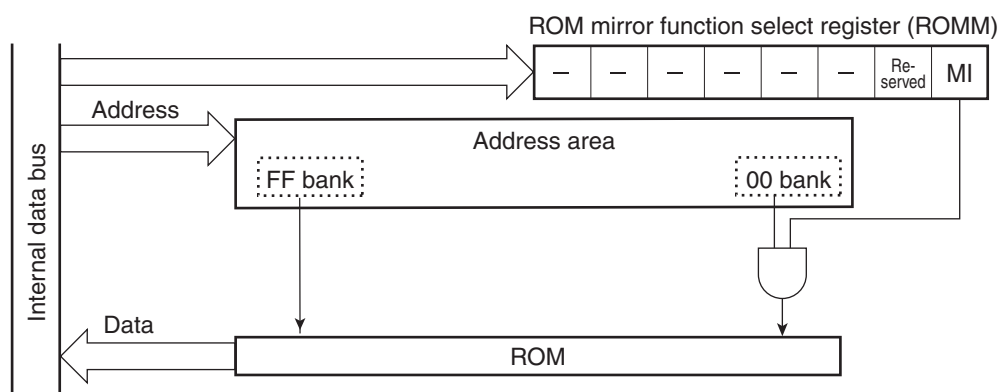 ROM mirror function select register (ROMM)
— — — — — — Re-
served MI
Address
Address area
FF bank 00 bank
Internal data bus
Data
ROM